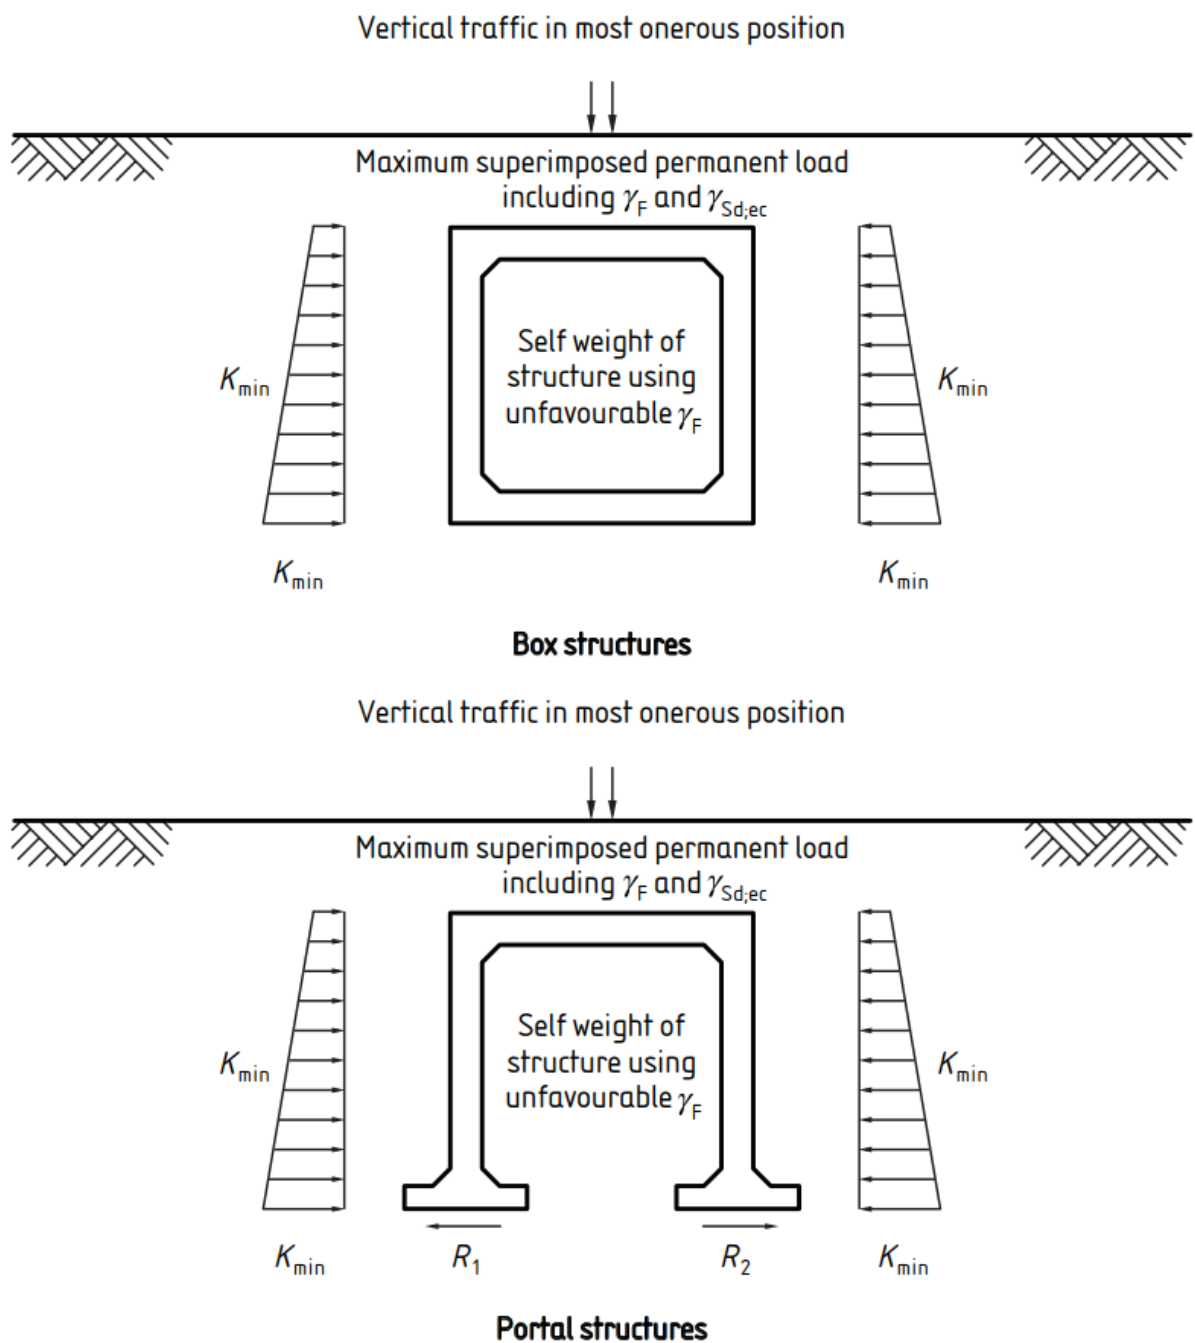 Vertical traffic in most onerous position
Maximum superimposed permanent load
including γF and γSd;ec
Self weight of
structure using
unfavourable γF
Kmin
Kmin
Kmin
Kmin
Box structures
Vertical traffic in most onerous position
Maximum superimposed permanent load
including γF and γSd;ec
Self weight of
structure using
unfavourable γF
Kmin
Kmin
Kmin
R1
R2
Kmin
Portal structures